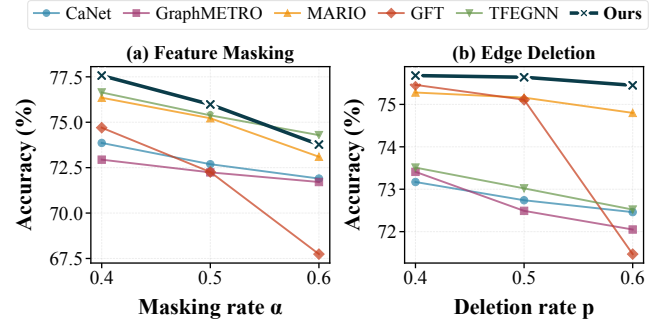 CaNet GraphMETRO MARIO GFT TFEGNN Ours
(a) Feature Masking
Accuracy (%)
77.5
75.0
72.5
70.0
67.5
0.4 0.5 0.6
Masking rate α
(b) Edge Deletion
Accuracy (%)
75
73
72
0.4 0.5 0.6
Deletion rate p